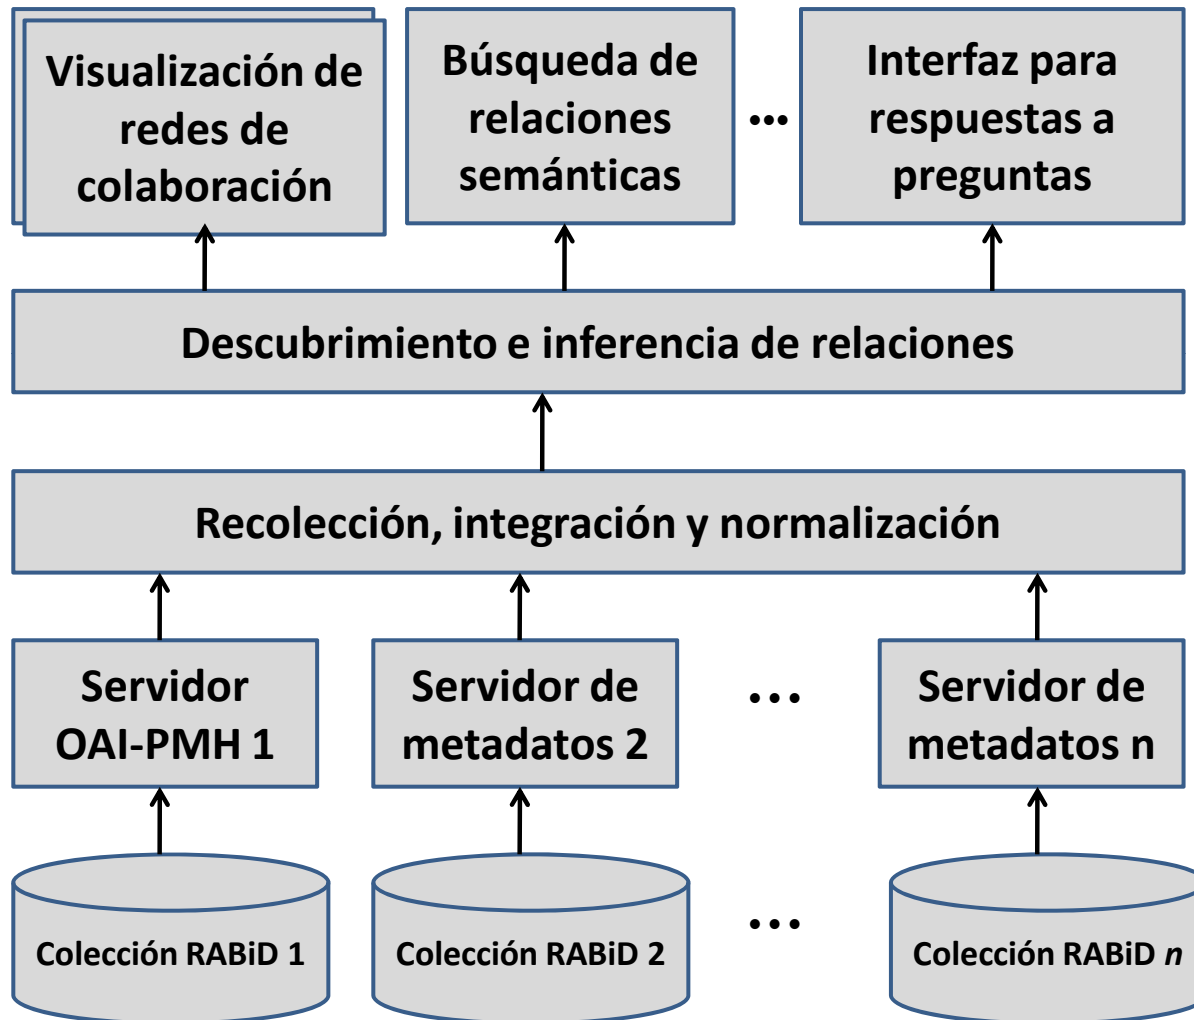 Visualización de
redes de
colaboración
Búsqueda de
relaciones
semánticas
...
Interfaz para
respuestas a
preguntas
Descubrimiento e inferencia de relaciones
Recolección, integración y normalización
Servidor
OAI-PMH 1
Servidor de
metadatos 2
...
Servidor de
metadatos n
Colección RABiD 1
Colección RABiD 2
...
Colección RABiD n